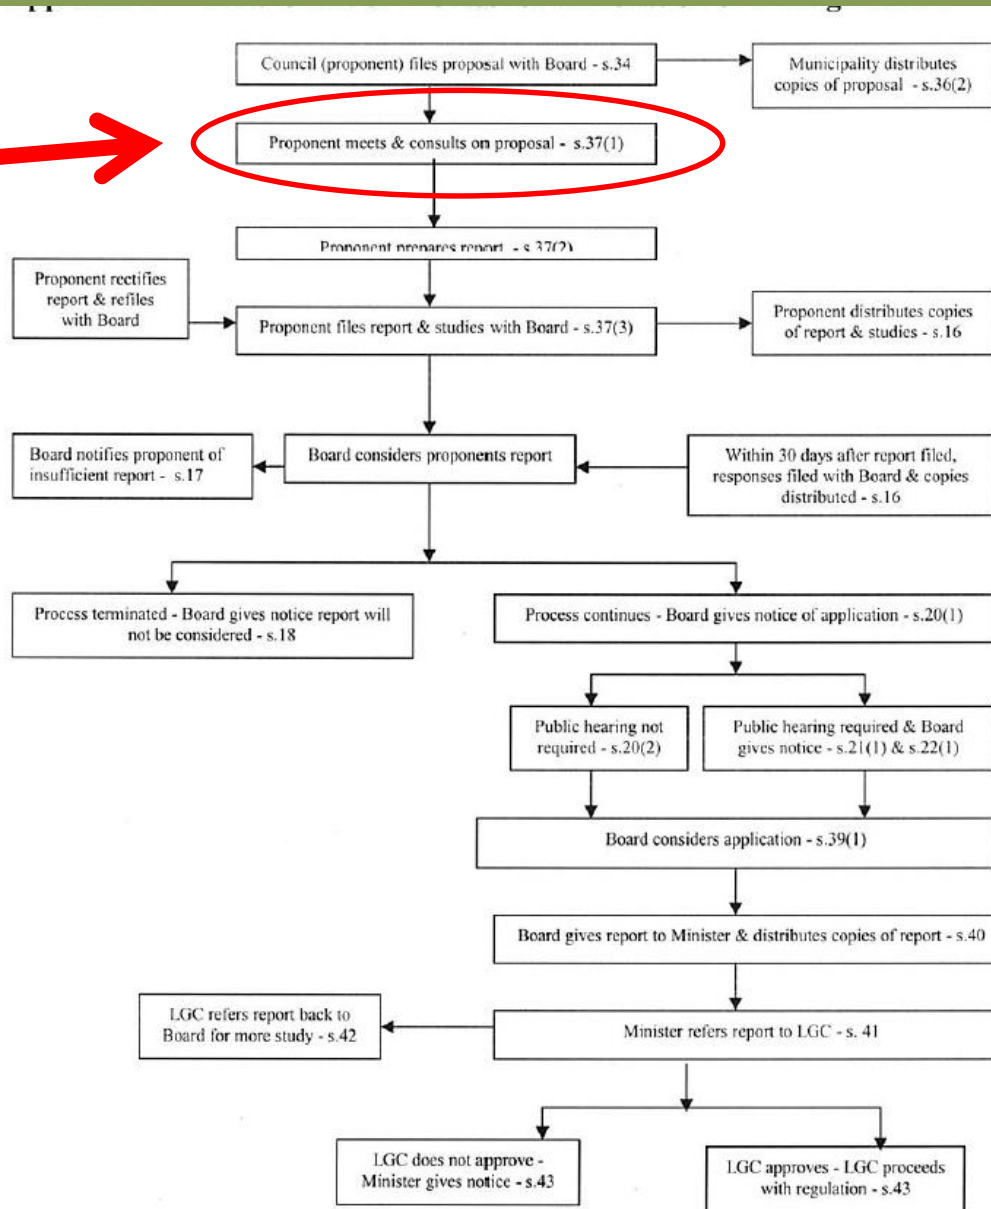 Council (proponent) files proposal with Board - s.34
Municipality distributes
copies of proposal - s.36(2)
Proponent meets & consults on proposal - s.37(1)
Proponent prepares report - s.37(2)
Proponent rectifies
report & refiles
with Board
Proponent files report & studies with Board - s.37(3)
Proponent distributes copies
of report & studies - s.16
Board notifies proponent of
insufficient report - s.17
Board considers proponents report
Within 30 days after report filed,
responses filed with Board & copies
distributed - s.16
Process terminated - Board gives notice report will
not be considered - s.18
Process continues - Board gives notice of application - s.20(1)
Public hearing not
required - s.20(2)
Public hearing required & Board
gives notice - s.21(1) & s.22(1)
Board considers application - s.39(1)
Board gives report to Minister & distributes copies of report - s.40
LGC refers report back to
Board for more study - s.42
Minister refers report to LGC - s. 41
LGC does not approve -
Minister gives notice - s.43
LGC approves - LGC proceeds
with regulation - s.43